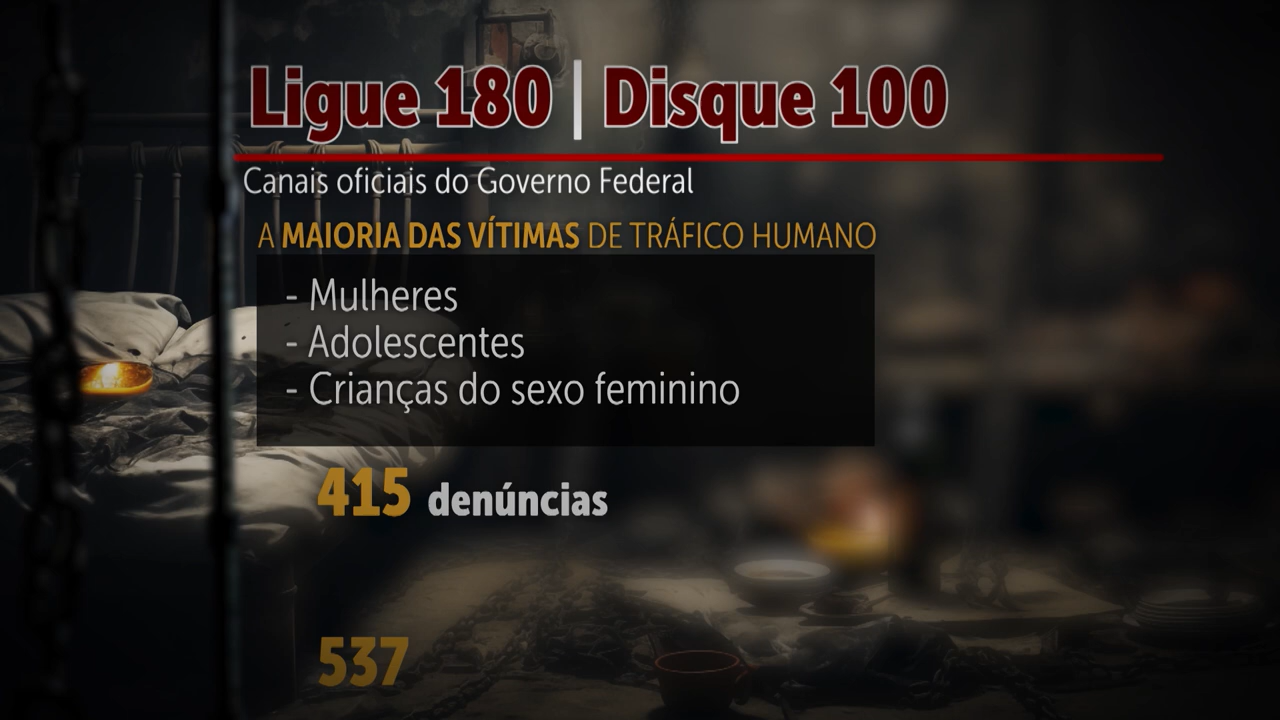 Ligue 180 | Disque 100
Canais oficiais do Governo Federal
A MAIORIA DAS VÍTIMAS DE TRÁFICO HUMANO
- Mulheres
- Adolescentes
- Crianças do sexo feminino
415 denúncias
537